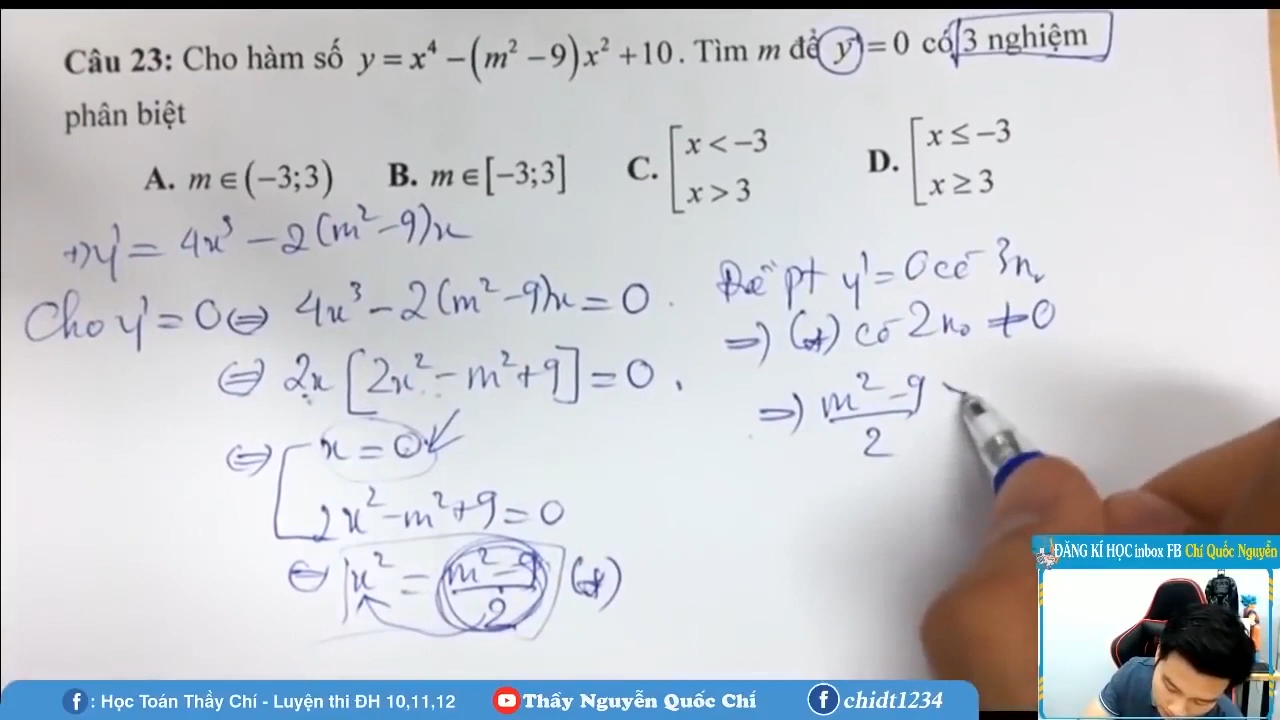 Câu 23: Cho hàm số y = x⁴ − (m² − 9)x² + 10. Tìm m để y' = 0 có 3 nghiệm
phân biệt
A. m ∈ (−3;3) B. m ∈ [−3;3] C. [ x < −3 D. [ x ≤ −3
x > 3 x ≥ 3
+) y' = 4x³ − 2(m² − 9)x
Cho y' = 0 ⇔ 4x³ − 2(m² − 9)x = 0.
⇔ 2x [2x² − m² + 9] = 0.
⇔ [ x = 0
2x² − m² + 9 = 0
⇔ x² = (m² − 9)/2 (*)
Để pt y' = 0 có 3n₀
⇒ (*) có 2n₀ ≠ 0
⇒ (m² − 9)/2
ĐĂNG KÍ HỌC inbox FB Chí Quốc Nguyễn
: Học Toán Thầy Chí - Luyện thi ĐH 10,11,12
Thầy Nguyễn Quốc Chí
chidt1234